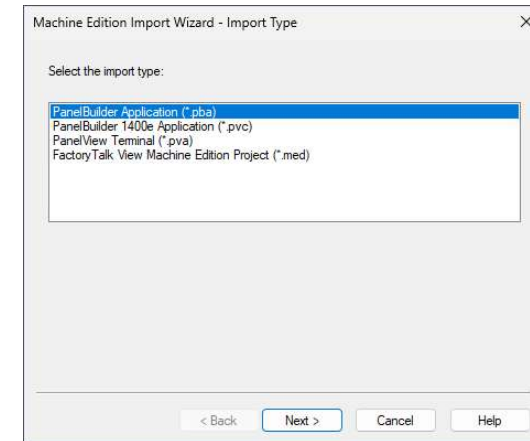 Machine Edition Import Wizard - Import Type
Select the import type:
PanelBuilder Application (*.pba)
PanelBuilder 1400e Application (*.pvc)
PanelView Terminal (*.pva)
FactoryTalk View Machine Edition Project (*.med)
< Back Next > Cancel Help